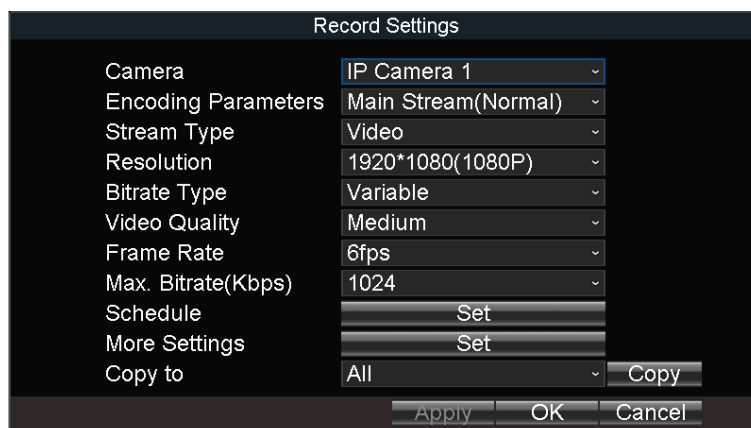 Record Settings
Camera IP Camera 1
Encoding Parameters Main Stream(Normal)
Stream Type Video
Resolution 1920*1080(1080P)
Bitrate Type Variable
Video Quality Medium
Frame Rate 6fps
Max. Bitrate(Kbps) 1024
Schedule Set
More Settings Set
Copy to All Copy
Apply OK Cancel